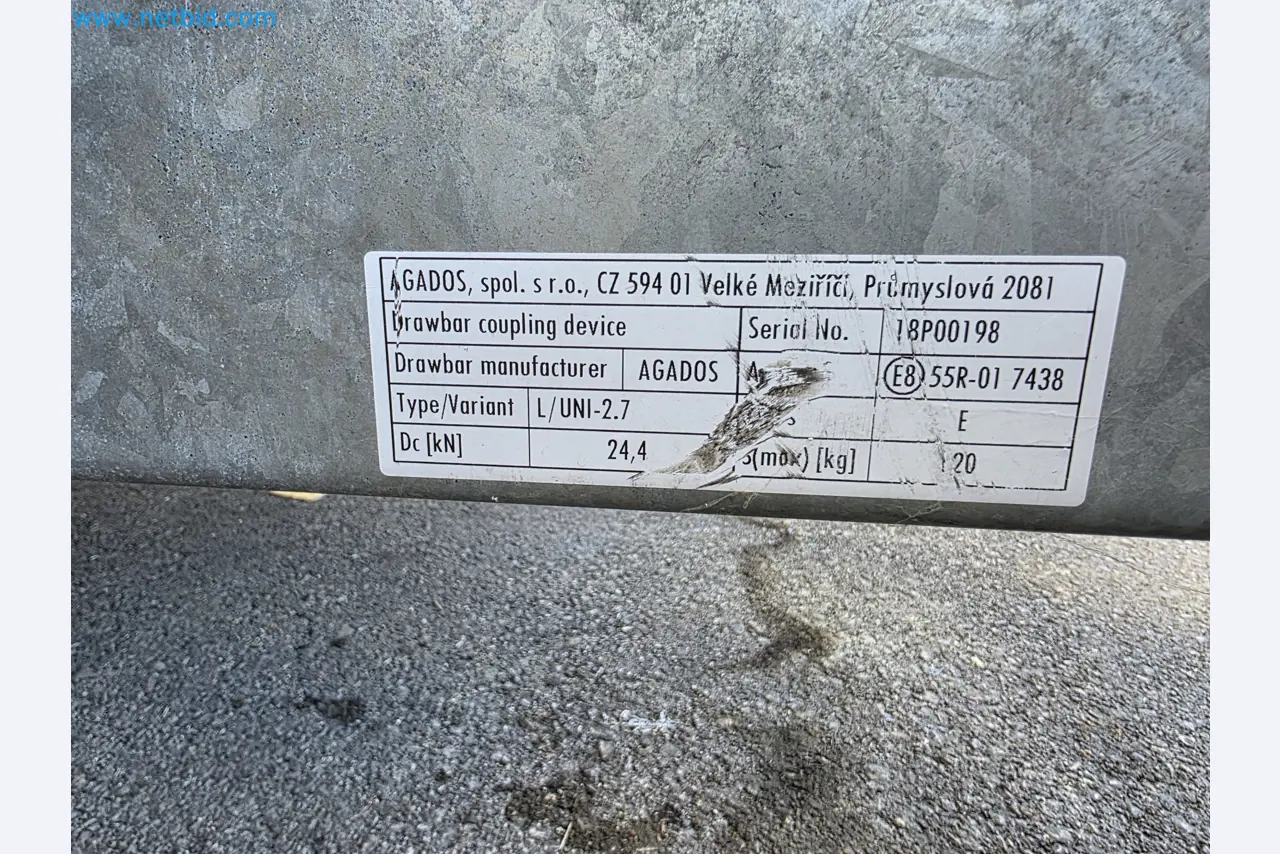 www.netbid.com
AGADOS, spol. s r.o., CZ 594 01 Velké Meziříčí, Průmyslová 2081
Drawbar coupling device Serial No. 18P00198
Drawbar manufacturer AGADOS E8 55R-01 7438
Type/Variant L/UNI-2.7 E
Dc [kN] 24,4 S(max) [kg]